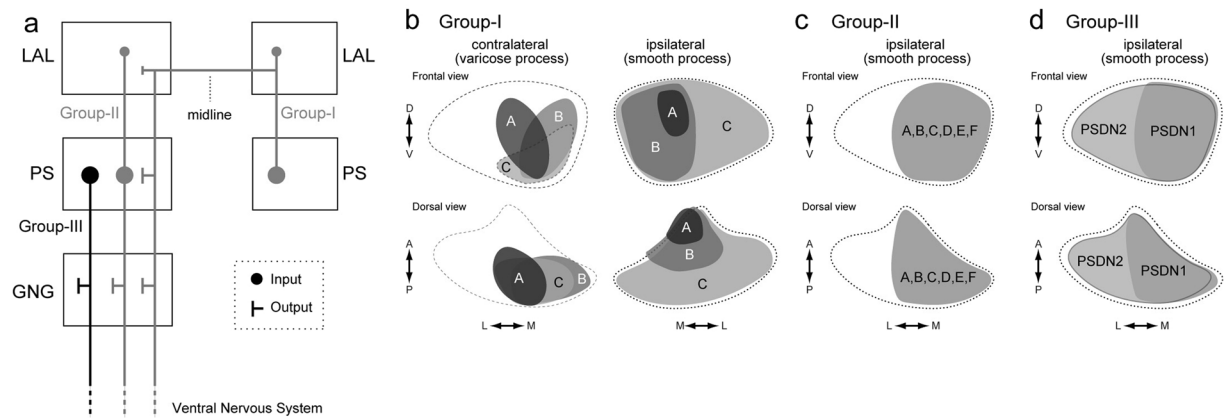 a
LAL
LAL
Group-II
midline
Group-I
PS
PS
Group-III
GNG
Input
Output
Ventral Nervous System
b Group-I
contralateral
(varicose process)
ipsilateral
(smooth process)
Frontal view
D
V
A
B
C
A
B
C
Dorsal view
A
P
A
C
B
A
B
C
L M
M L
c Group-II
ipsilateral
(smooth process)
Frontal view
D
V
A,B,C,D,E,F
Dorsal view
A
P
A,B,C,D,E,F
L M
d Group-III
ipsilateral
(smooth process)
Frontal view
D
V
PSDN2
PSDN1
Dorsal view
A
P
PSDN2
PSDN1
L M